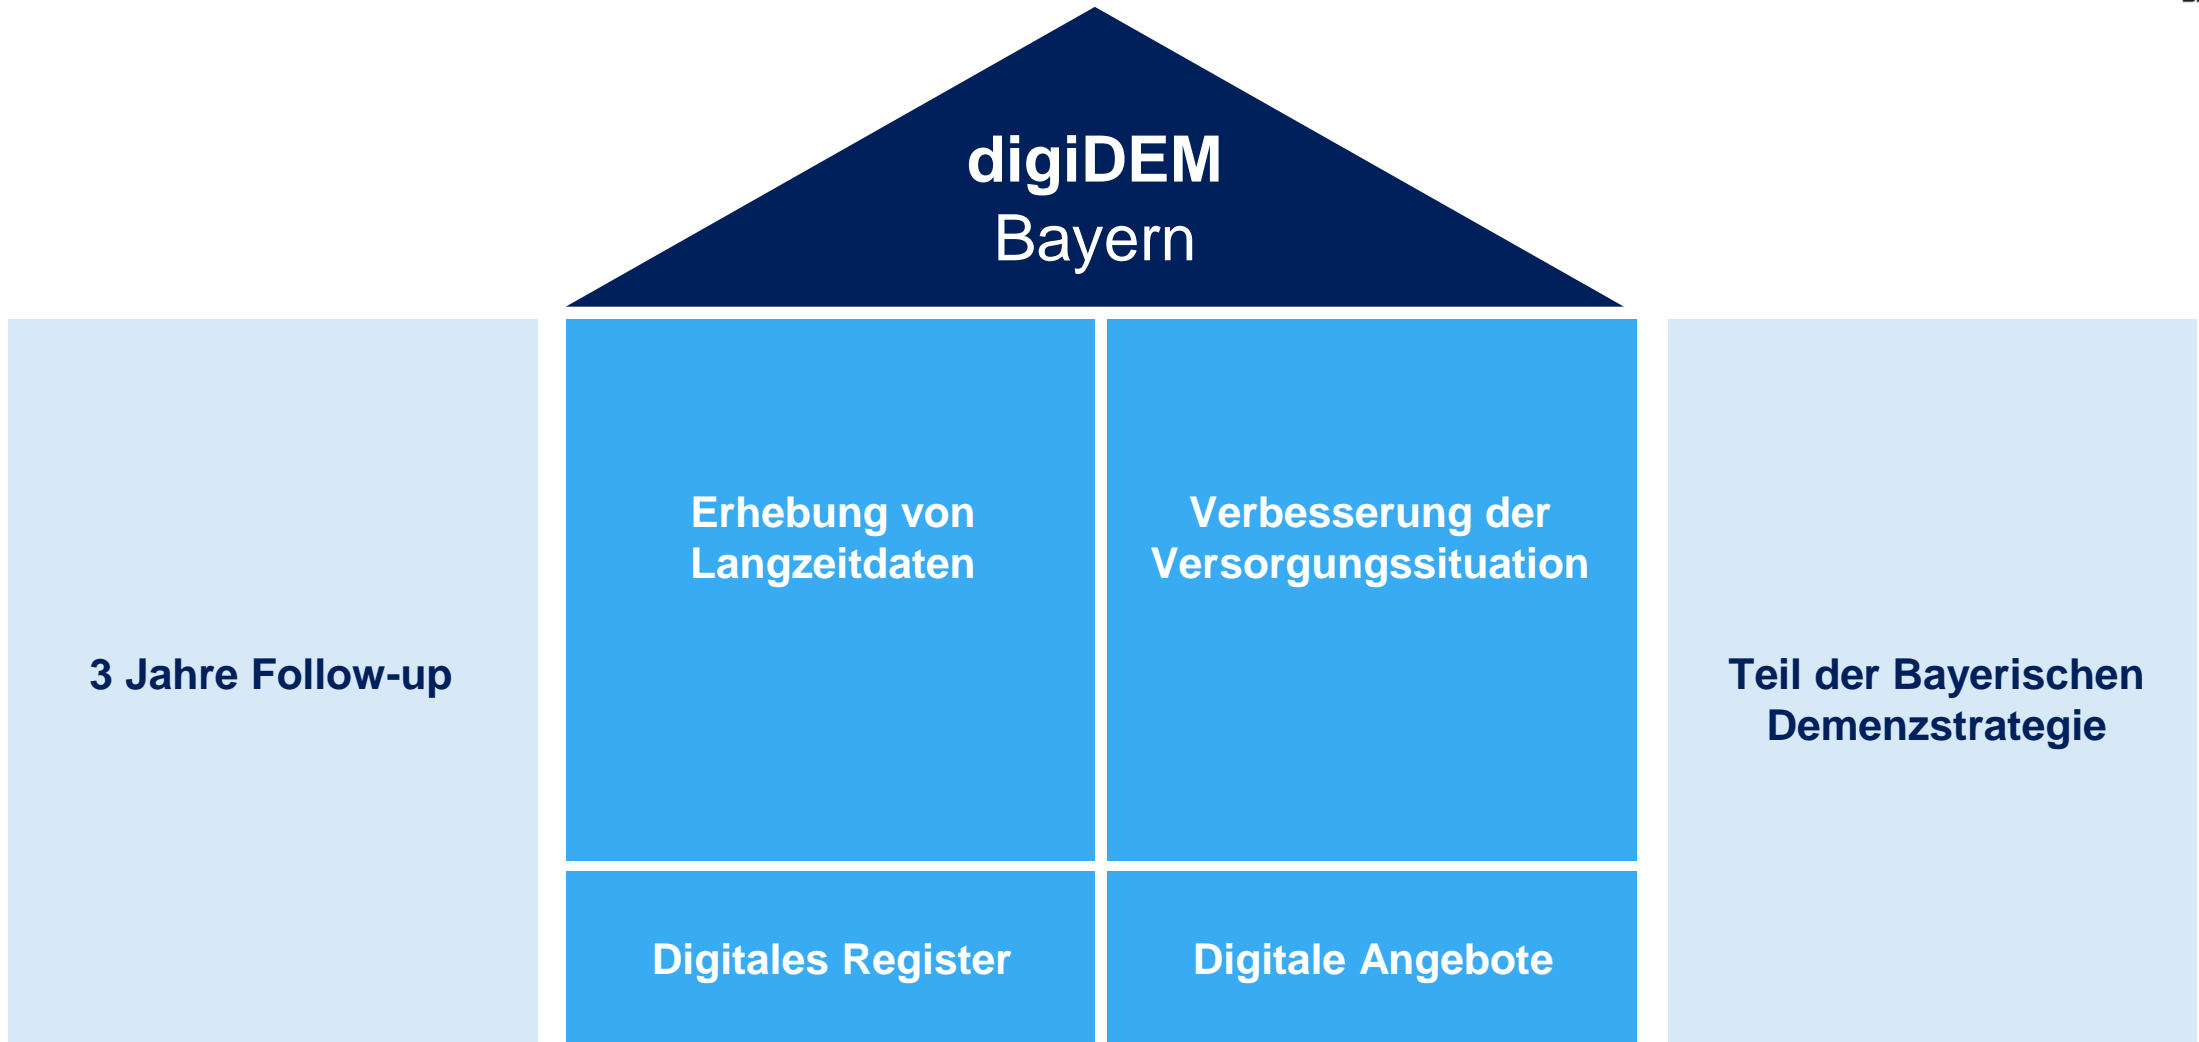 digiDEM
Bayern
3 Jahre Follow-up
Erhebung von
Langzeitdaten
Verbesserung der
Versorgungssituation
Teil der Bayerischen
Demenzstrategie
Digitales Register
Digitale Angebote